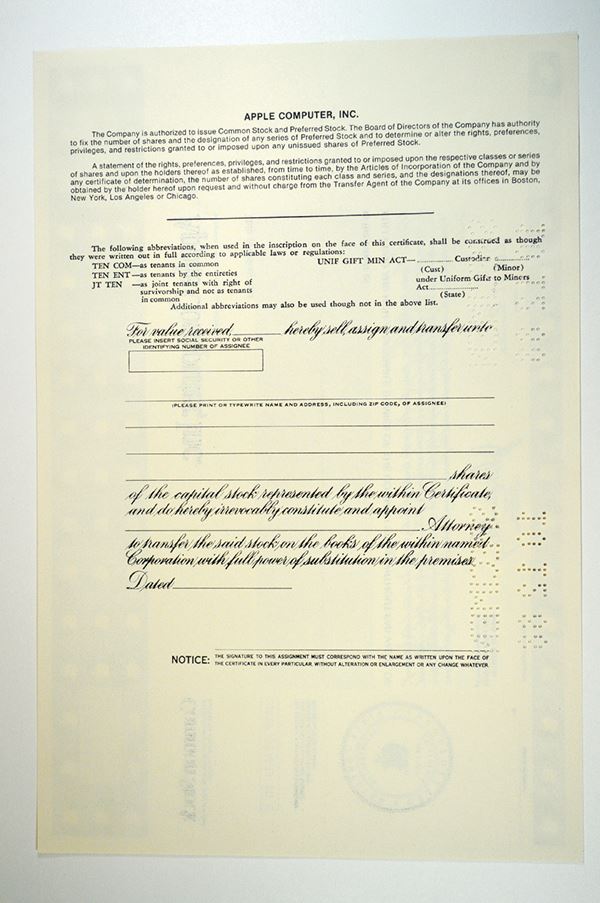 APPLE COMPUTER, INC.
The Company is authorized to issue Common Stock and Preferred Stock. The Board of Directors of the Company has authority
to fix the number of shares and the designation of any series of Preferred Stock and to determine or alter the rights, preferences,
privileges, and restrictions granted to or imposed upon any unissued shares of Preferred Stock.
A statement of the rights, preferences, privileges, and restrictions granted to or imposed upon the respective classes or series
of shares and upon the holders thereof as established, from time to time, by the Articles of Incorporation of the Company and by
any certificate of determination, the number of shares constituting each class and series, and the designations thereof, may be
obtained by the holder hereof upon request and without charge from the Transfer Agent of the Company at its offices in Boston,
New York, Los Angeles or Chicago.
The following abbreviations, when used in the inscription on the face of this certificate, shall be construed as though
they were written out in full according to applicable laws or regulations:
TEN COM—as tenants in common
TEN ENT—as tenants by the entireties
JT TEN —as joint tenants with right of
survivorship and not as tenants
in common
UNIF GIFT MIN ACT—............Custodian............
(Cust) (Minor)
under Uniform Gifts to Minors
Act................
(State)
Additional abbreviations may also be used though not in the above list.
For value received________ hereby sell, assign and transfer unto
PLEASE INSERT SOCIAL SECURITY OR OTHER
IDENTIFYING NUMBER OF ASSIGNEE
(PLEASE PRINT OR TYPEWRITE NAME AND ADDRESS, INCLUDING ZIP CODE, OF ASSIGNEE)
shares
of the capital stock represented by the within Certificate,
and do hereby irrevocably constitute and appoint
Attorney
to transfer the said stock on the books of the within named
Corporation with full power of substitution in the premises.
Dated
NOTICE: THE SIGNATURE TO THIS ASSIGNMENT MUST CORRESPOND WITH THE NAME AS WRITTEN UPON THE FACE OF
THE CERTIFICATE IN EVERY PARTICULAR, WITHOUT ALTERATION OR ENLARGEMENT OR ANY CHANGE WHATEVER.